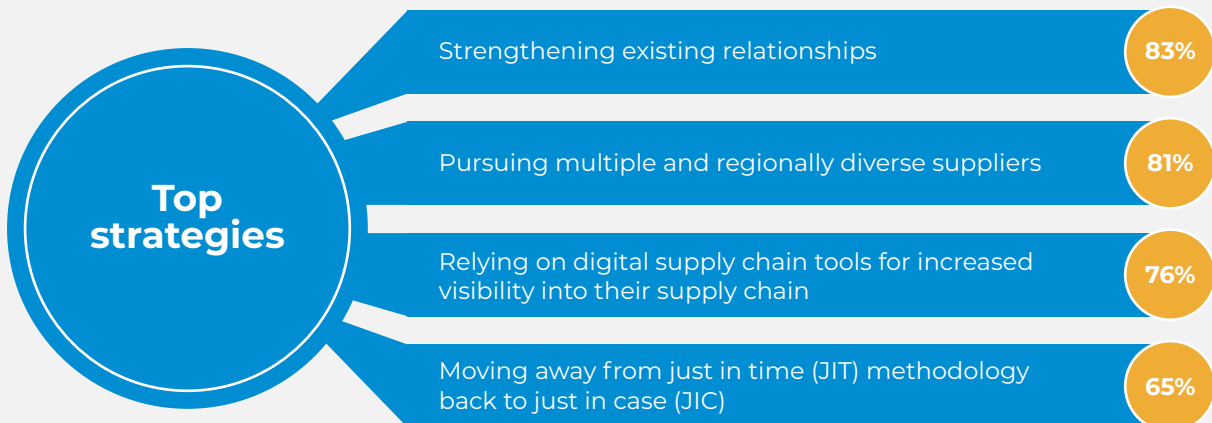 Top
strategies
Strengthening existing relationships
83%
Pursuing multiple and regionally diverse suppliers
81%
Relying on digital supply chain tools for increased
visibility into their supply chain
76%
Moving away from just in time (JIT) methodology
back to just in case (JIC)
65%